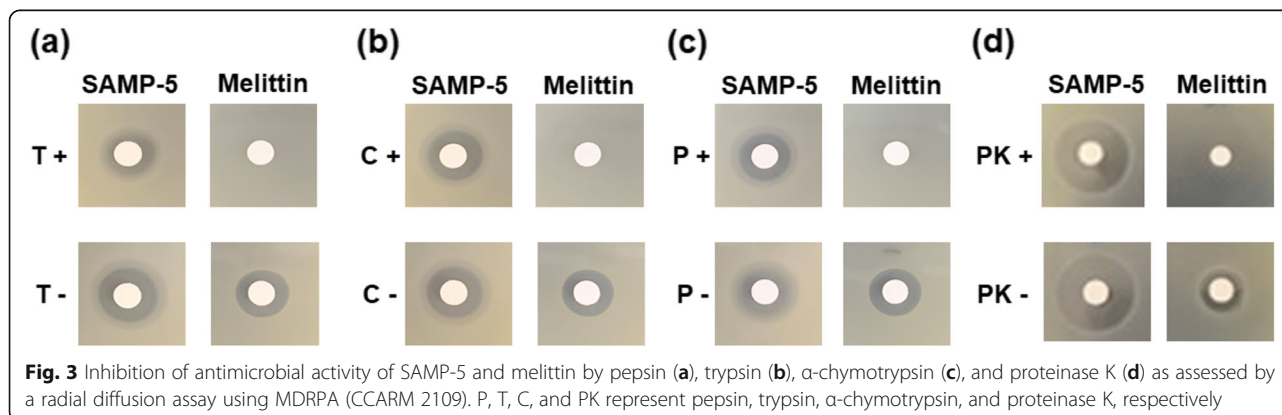 (a) (b) (c) (d)
SAMP-5 Melittin SAMP-5 Melittin SAMP-5 Melittin SAMP-5 Melittin
T + C + P + PK +
T - C - P - PK -
Fig. 3 Inhibition of antimicrobial activity of SAMP-5 and melittin by pepsin (a), trypsin (b), α-chymotrypsin (c), and proteinase K (d) as assessed by
a radial diffusion assay using MDRPA (CCARM 2109). P, T, C, and PK represent pepsin, trypsin, α-chymotrypsin, and proteinase K, respectively